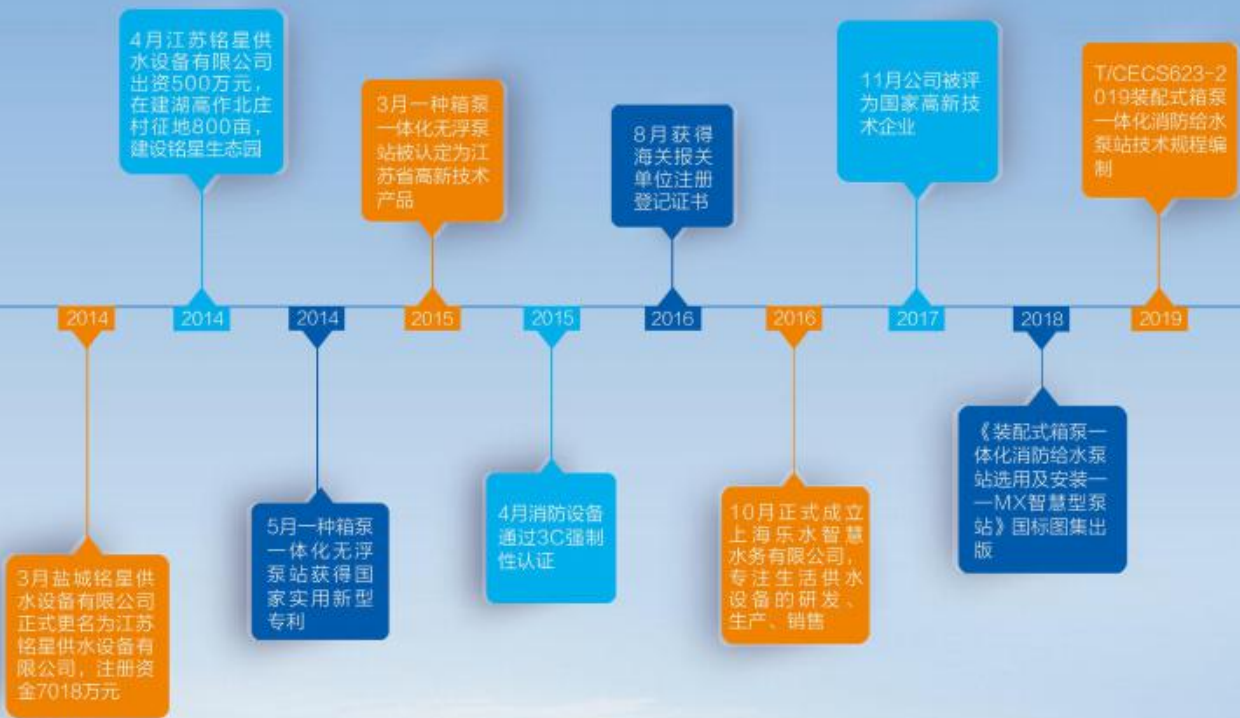 4月江苏铭星供
水设备有限公司
出资500万元，
在建湖高作北庄
村征地800亩，
建设铭星生态园
3月一种箱泵
一体化无浮泵
站被认定为江
苏省高新技术
产品
8月获得
海关报关
单位注册
登记证书
11月公司被评
为国家高新技
术企业
T/CECS623-2
019装配式箱泵
一体化消防给水
泵站技术规程编
制
2014
2014
2014
2015
2015
2016
2016
2017
2018
2019
3月盐城铭星供
水设备有限公司
正式更名为江苏
铭星供水设备有
限公司，注册资
金7018万元
5月一种箱泵
一体化无浮
泵站获得国
家实用新型
专利
4月消防设备
通过3C强制
性认证
10月正式成立
上海乐水智慧
水务有限公司，
专注生活供水
设备的研发、
生产、销售
《装配式箱泵一
体化消防给水泵
站选用及安装一
一MX智慧型泵
站》国标图集出
版